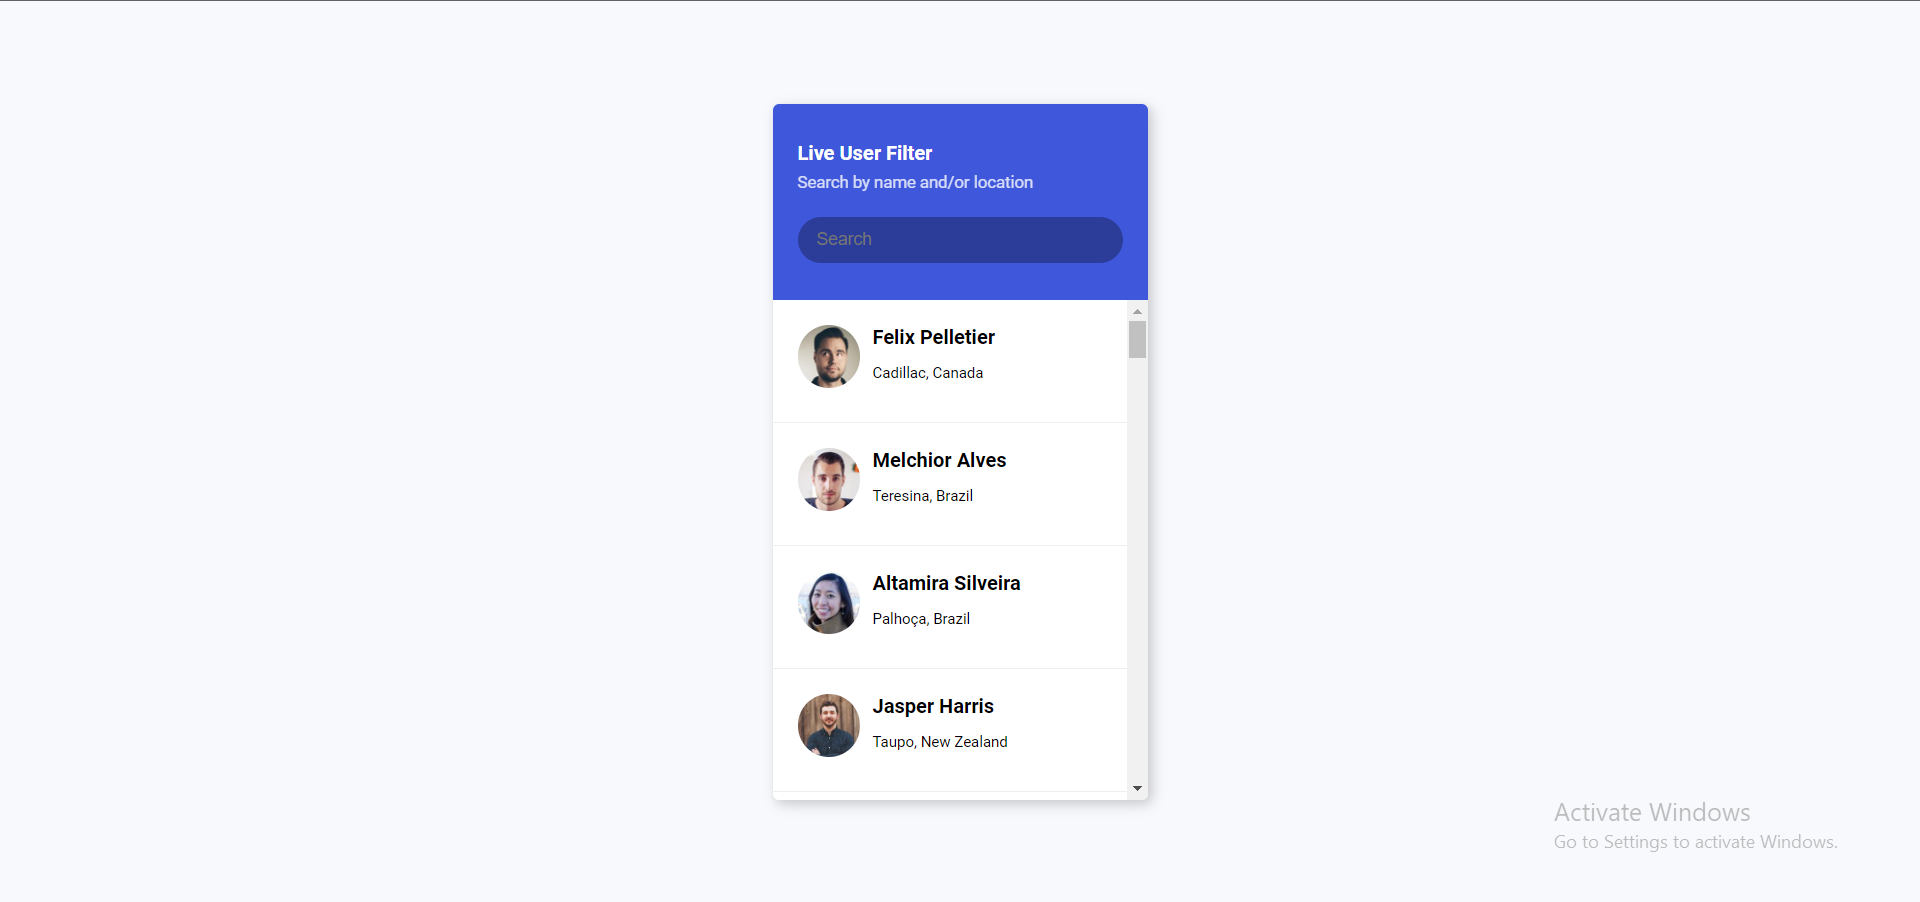 Live User Filter
Search by name and/or location
Search
Felix Pelletier
Cadillac, Canada
Melchior Alves
Teresina, Brazil
Altamira Silveira
Palhoça, Brazil
Jasper Harris
Taupo, New Zealand
Activate Windows
Go to Settings to activate Windows.